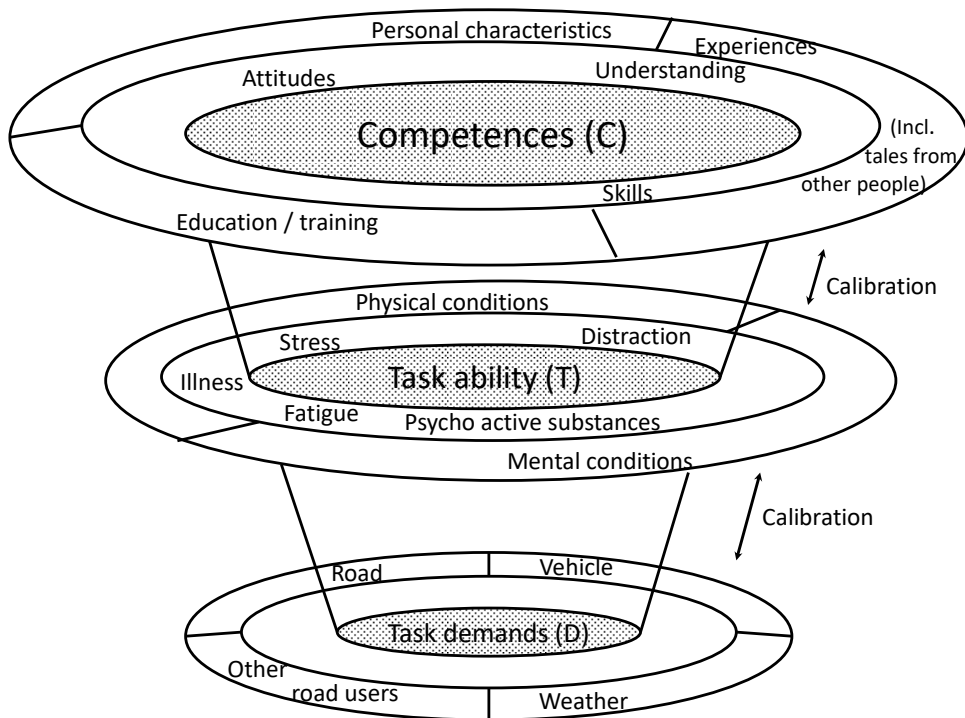 Personal characteristics
Experiences
Attitudes
Understanding
Competences (C)
(Incl.
tales from
other people)
Skills
Education / training
Calibration
Physical conditions
Stress
Distraction
Illness
Task ability (T)
Fatigue
Psycho active substances
Mental conditions
Calibration
Road
Vehicle
Task demands (D)
Other
road users
Weather